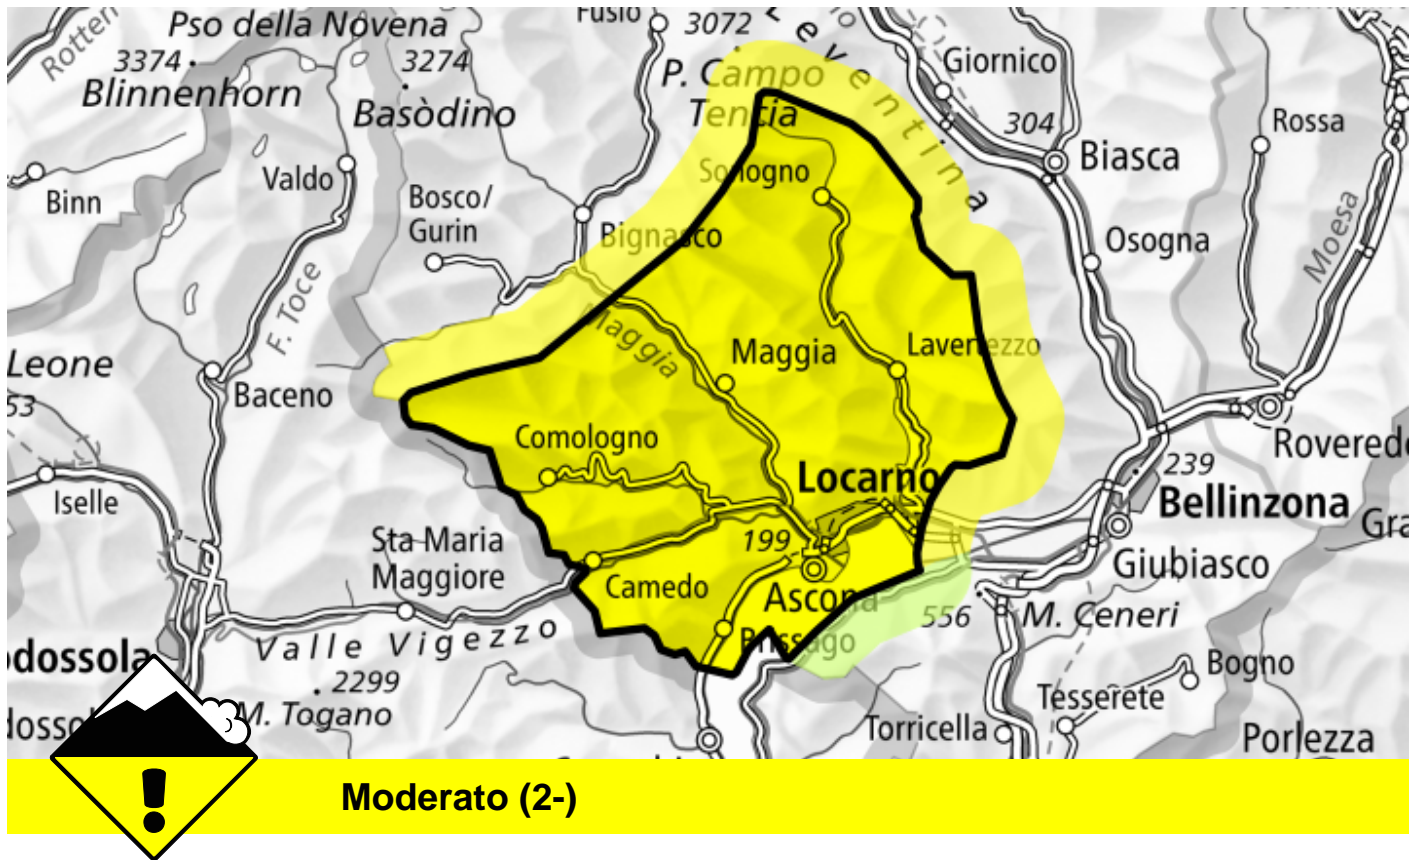 Pso della Novena
Fusio
3072
Rotten
3374
Blinnenhorn
3274
Basòdino
P. Campo
Tencia
Leventina
Giornico
304
Biasca
Rossa
Binn
Valdo
Bosco/
Gurin
Sonogno
Bignasco
Osogna
Moesa
F. Toce
Maggia
Maggia
Lavertezzo
Leone
53
Baceno
Comologno
Iselle
Locarno
239
Bellinzona
Roveredo
Gra
Sta Maria
Maggiore
199
Camedo
Ascona
Giubiasco
556
M. Ceneri
Valle Vigezzo
Brissago
odossola
2299
M. Togano
Bogno
Tesserete
Torricella
Porlezza
Moderato (2-)